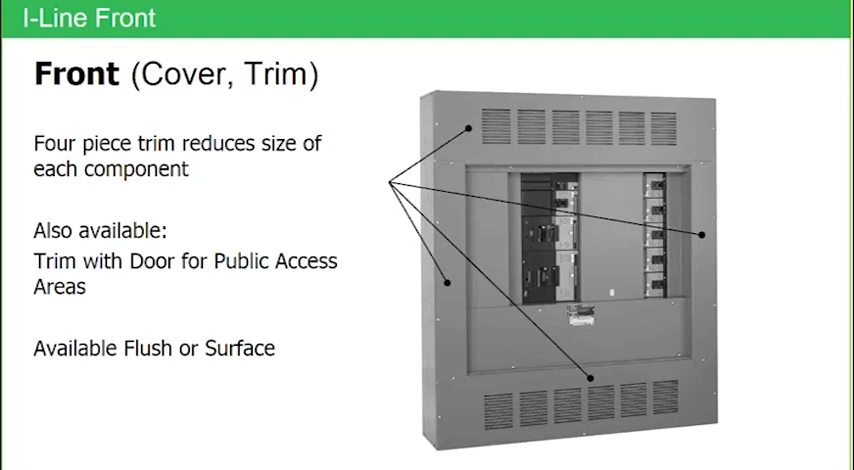 I-Line Front
Front (Cover, Trim)
Four piece trim reduces size of
each component
Also available:
Trim with Door for Public Access
Areas
Available Flush or Surface